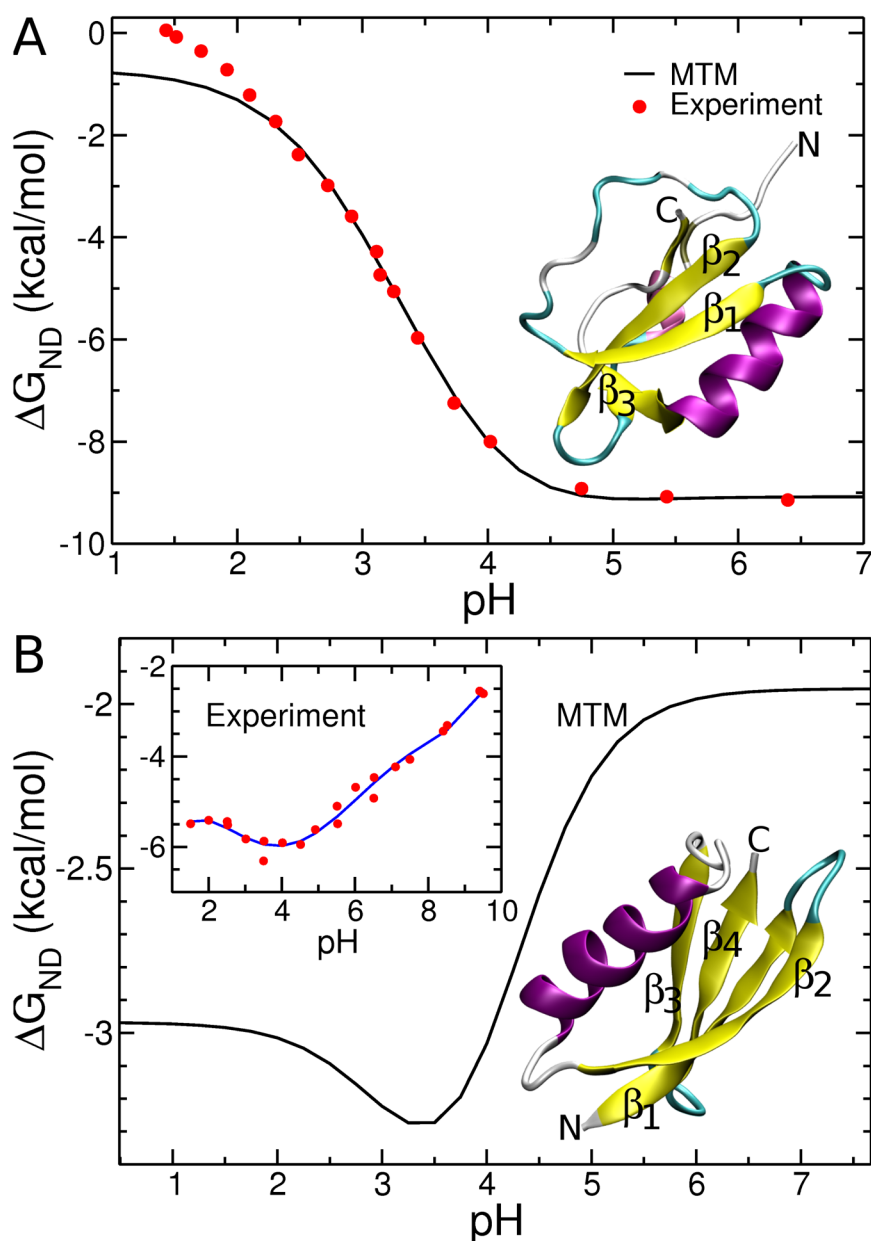 A
0
-2
-4
-6
-8
-10
ΔG_ND (kcal/mol)
MTM
Experiment
N
C
β2
β1
β3
1 2 3 4 5 6 7
pH
B
-2
-2.5
-3
ΔG_ND (kcal/mol)
-2
-4
-6
Experiment
2 4 6 8 10
pH
MTM
C
β4
β3
β2
β1
N
1 2 3 4 5 6 7
pH